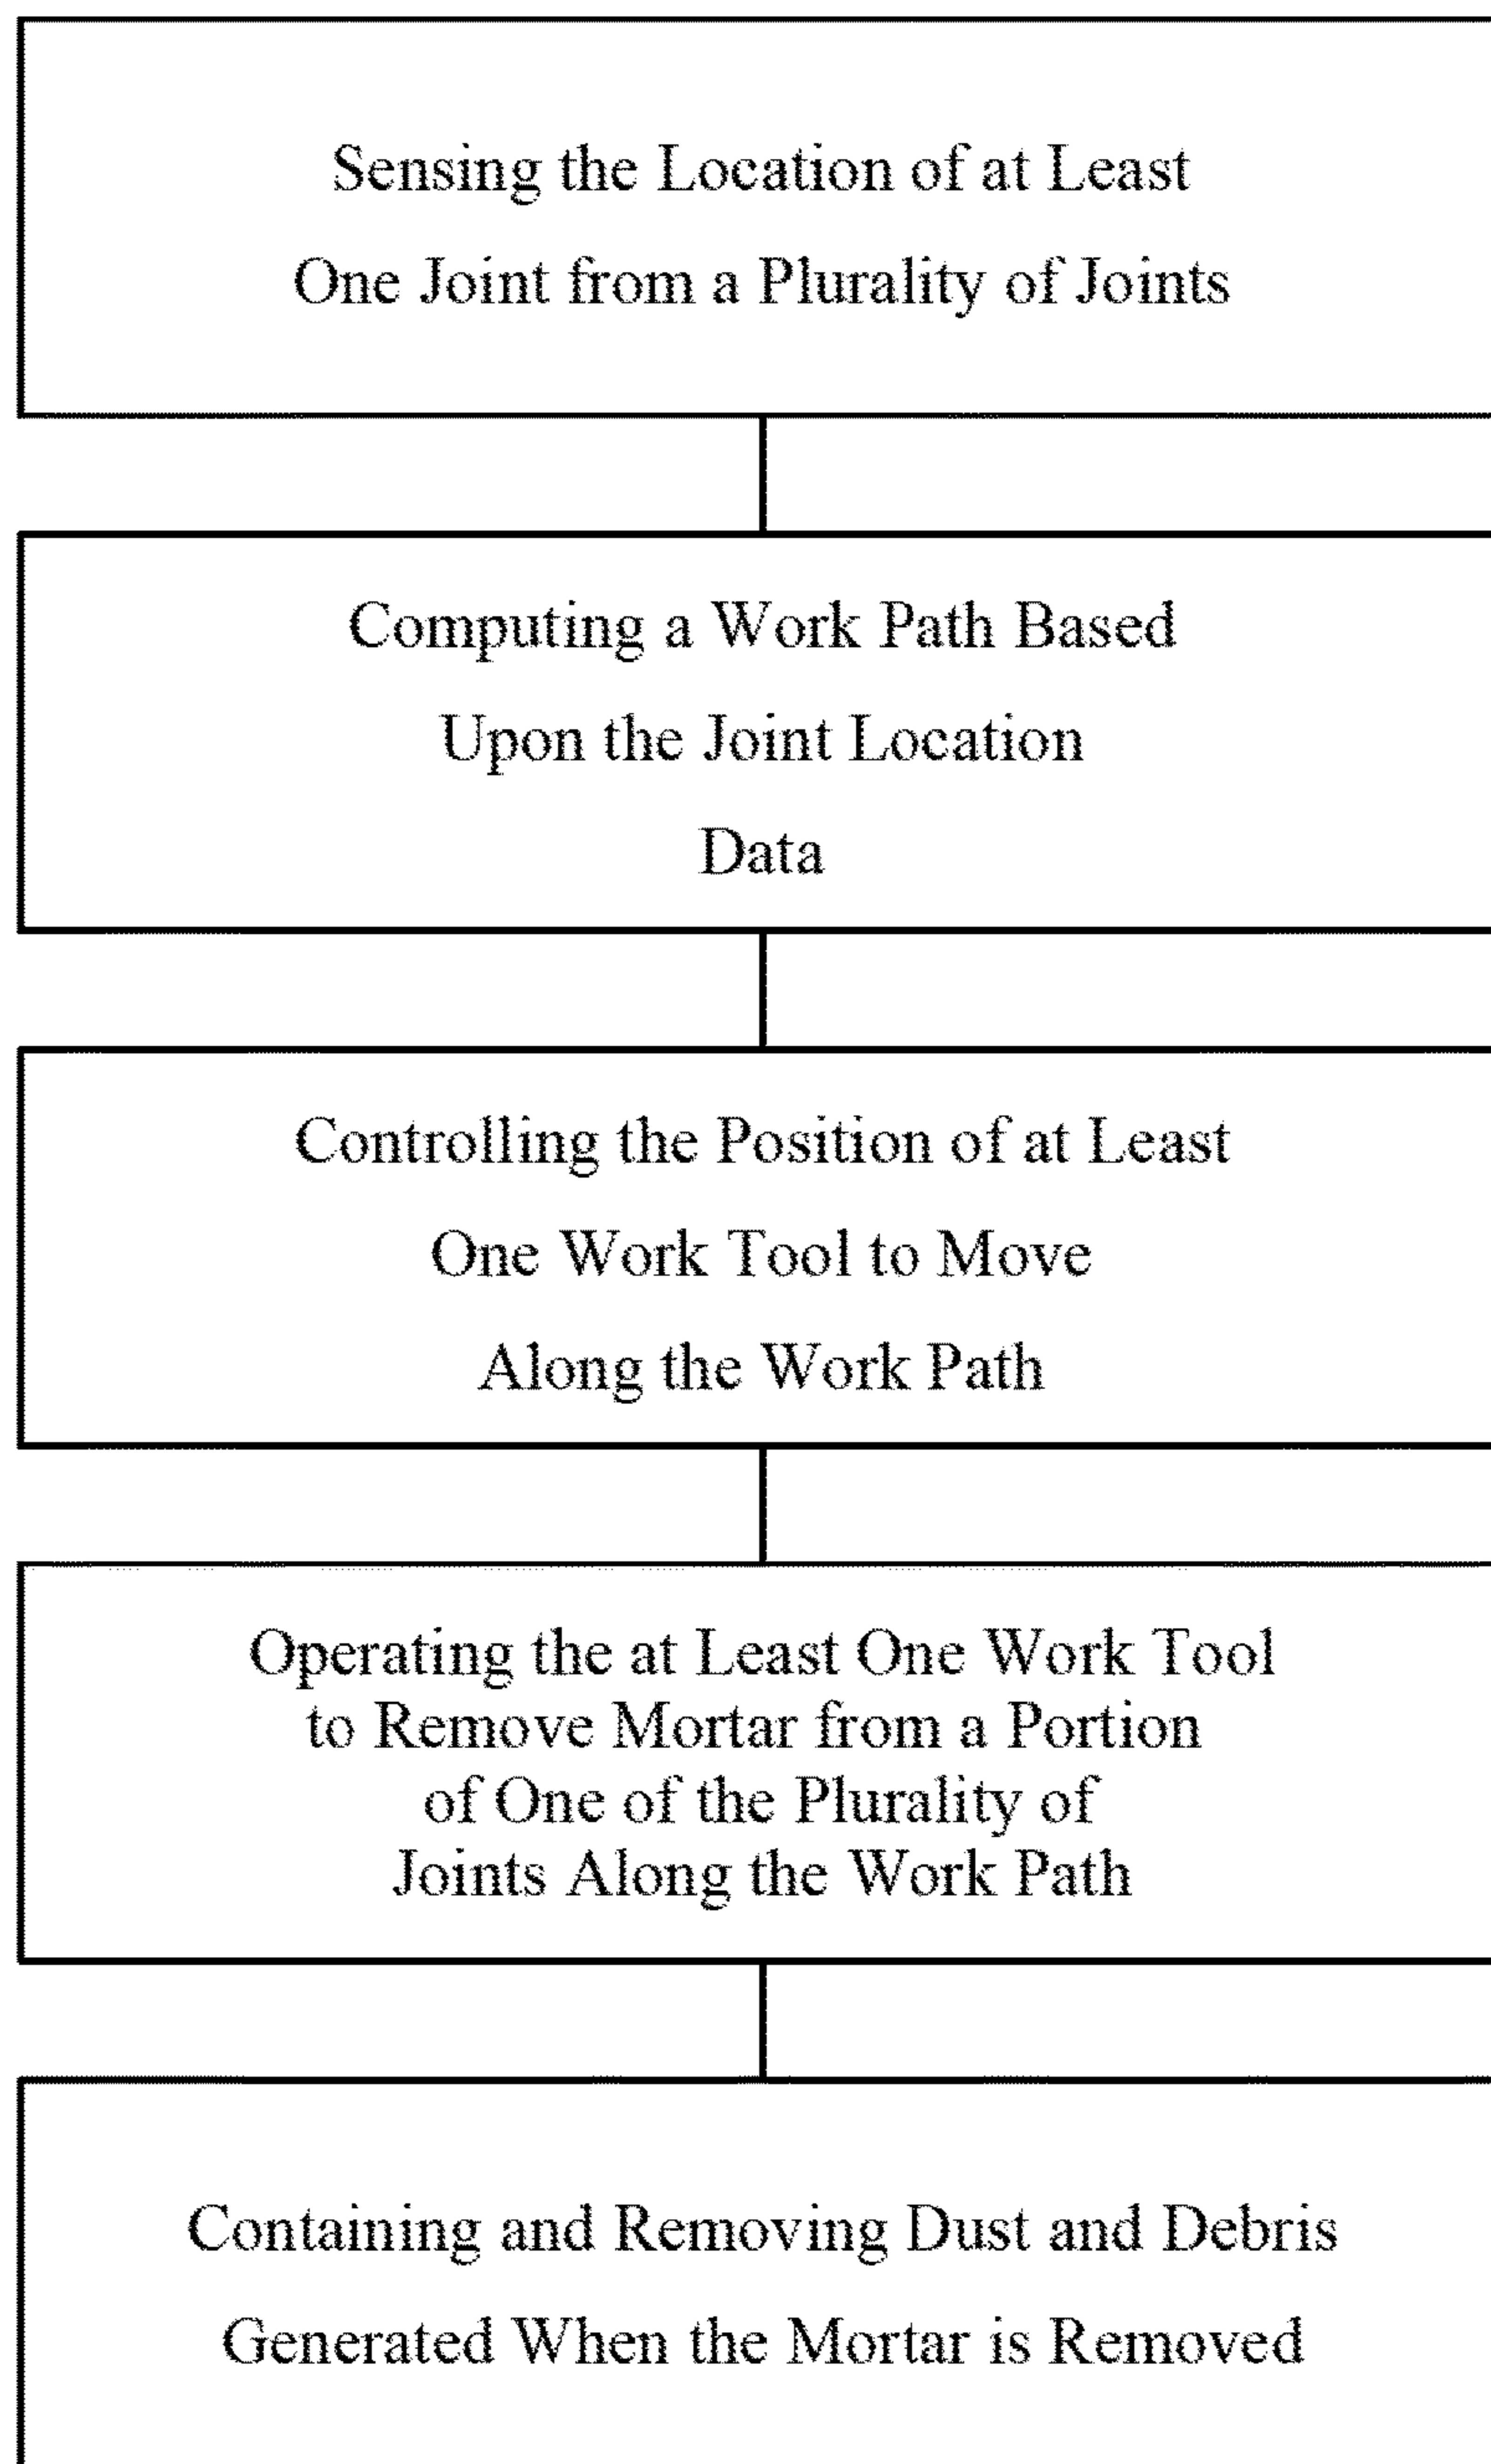 Sensing the Location of at Least
One Joint from a Plurality of Joints
Computing a Work Path Based
Upon the Joint Location
Data
Controlling the Position of at Least
One Work Tool to Move
Along the Work Path
Operating the at Least One Work Tool
to Remove Mortar from a Portion
of One of the Plurality of
Joints Along the Work Path
Containing and Removing Dust and Debris
Generated When the Mortar is Removed